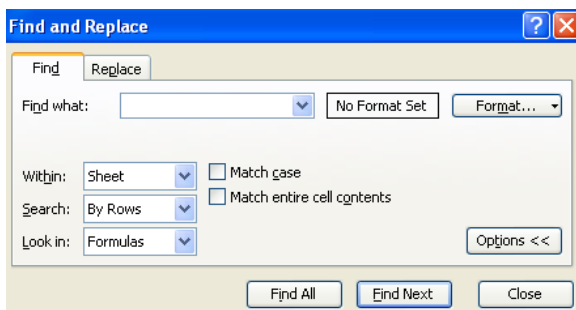 Find and Replace
Find Replace
Find what: No Format Set Format...
Within: Sheet Match case
Match entire cell contents
Search: By Rows
Look in: Formulas Options <<
Find All Find Next Close